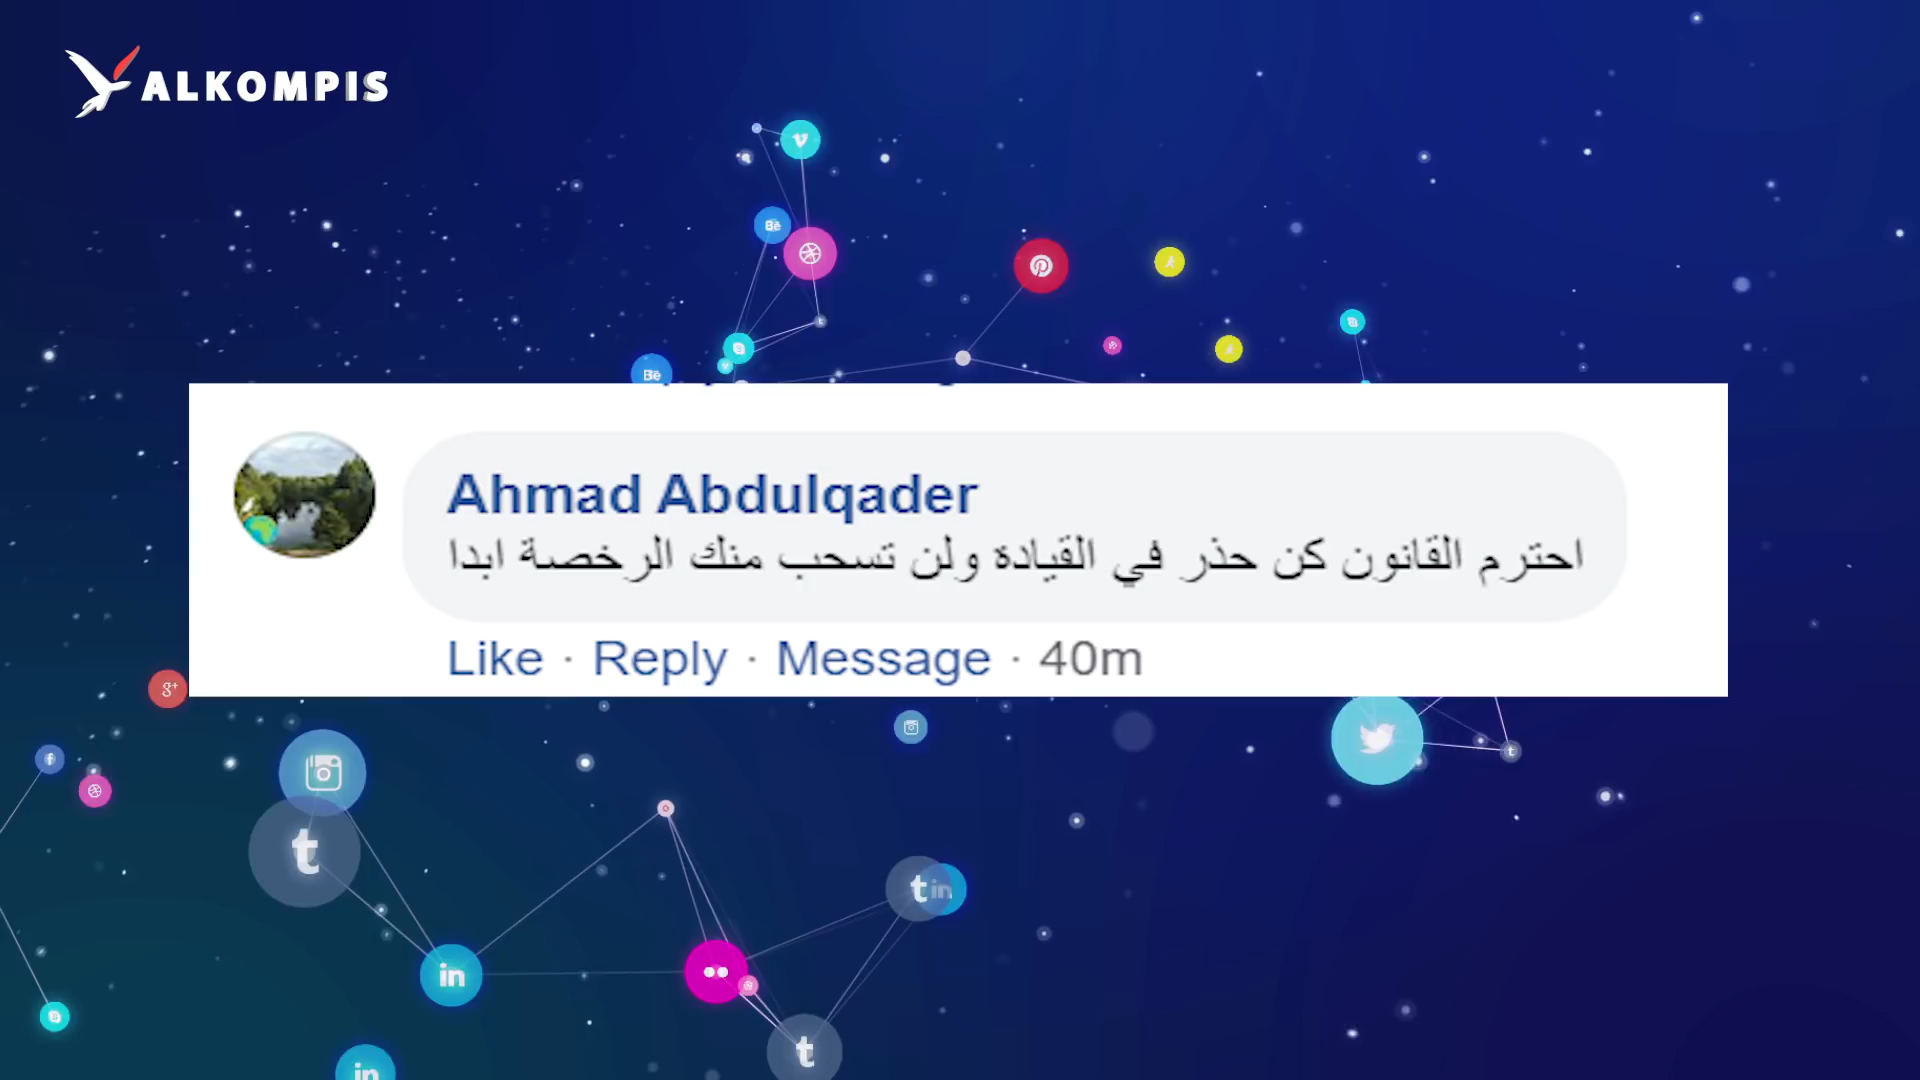 ALKOMPIS
Ahmad Abdulqader
احترم القانون كن حذر في القيادة ولن تسحب منك الرخصة ابدا
Like · Reply · Message · 40m